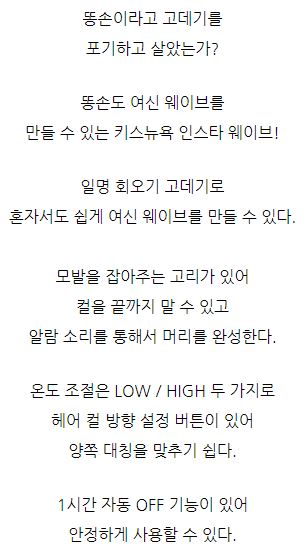 똥손이라고 고데기를
포기하고 살았는가?
똥손도 여신 웨이브를
만들 수 있는 키스뉴욕 인스타 웨이브!
일명 회오기 고데기로
혼자서도 쉽게 여신 웨이브를 만들 수 있다.
모발을 잡아주는 고리가 있어
컬을 끝까지 말 수 있고
알람 소리를 통해서 머리를 완성한다.
온도 조절은 LOW / HIGH 두 가지로
헤어 컬 방향 설정 버튼이 있어
양쪽 대칭을 맞추기 쉽다.
1시간 자동 OFF 기능이 있어
안정하게 사용할 수 있다.